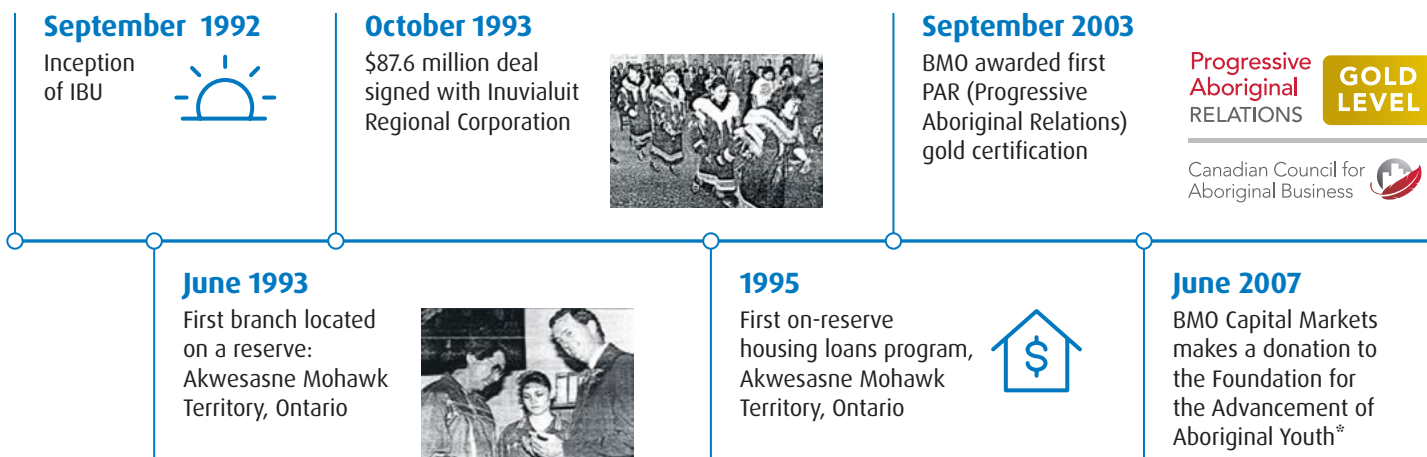 September 1992
Inception
of IBU
October 1993
$87.6 million deal
signed with Inuvialuit
Regional Corporation
September 2003
BMO awarded first
PAR (Progressive
Aboriginal Relations)
gold certification
Progressive
Aboriginal
RELATIONS
GOLD
LEVEL
Canadian Council for
Aboriginal Business
June 1993
First branch located
on a reserve:
Akwesasne Mohawk
Territory, Ontario
1995
First on-reserve
housing loans program,
Akwesasne Mohawk
Territory, Ontario
$
June 2007
BMO Capital Markets
makes a donation to
the Foundation for
the Advancement of
Aboriginal Youth*